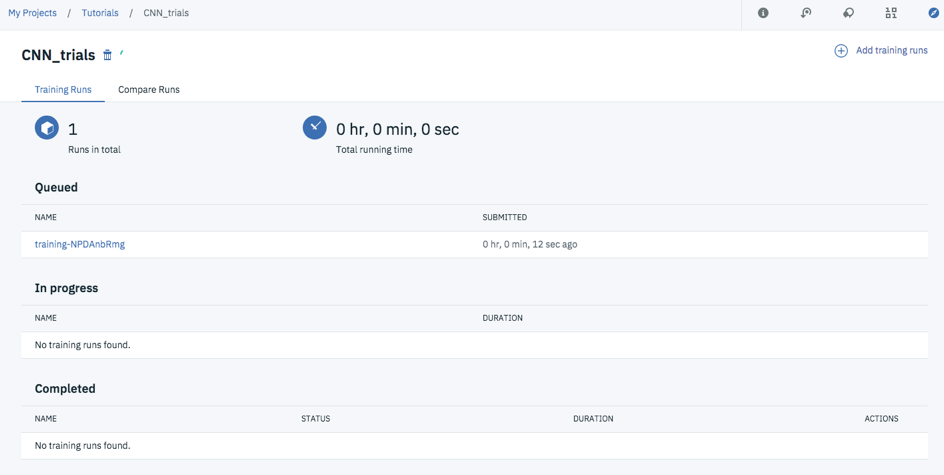 My Projects / Tutorials / CNN_trials
CNN_trials
Add training runs
Training Runs Compare Runs
1 0 hr, 0 min, 0 sec
Runs in total Total running time
Queued
NAME SUBMITTED
training-NPDAnbRmg 0 hr, 0 min, 12 sec ago
In progress
NAME DURATION
No training runs found.
Completed
NAME STATUS DURATION ACTIONS
No training runs found.